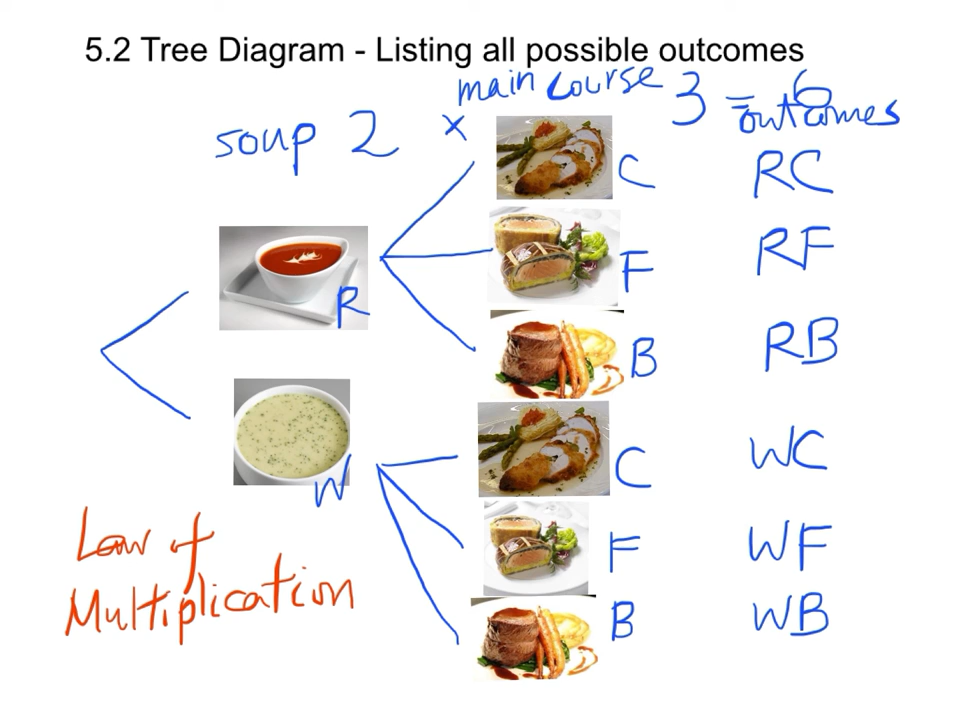 5.2 Tree Diagram - Listing all possible outcomes
soup 2 × main course 3 = 6 outcomes
C RC
F RF
R
B RB
C WC
W
F WF
B WB
Law of
Multiplication